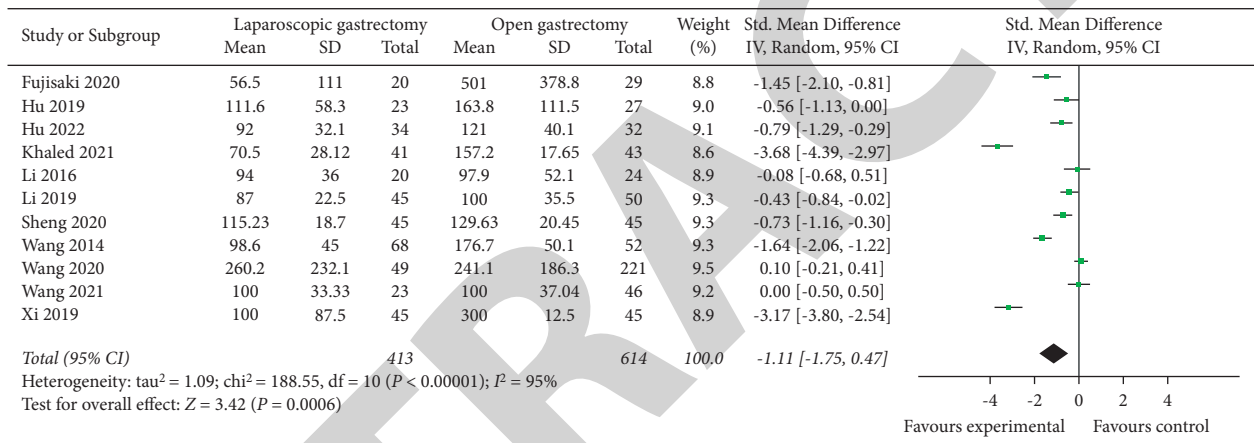 Study or Subgroup Laparoscopic gastrectomy Open gastrectomy Weight Std. Mean Difference Std. Mean Difference
Mean SD Total Mean SD Total (%) IV, Random, 95% CI IV, Random, 95% CI
Fujisaki 2020 56.5 111 20 501 378.8 29 8.8 -1.45 [-2.10, -0.81]
Hu 2019 111.6 58.3 23 163.8 111.5 27 9.0 -0.56 [-1.13, 0.00]
Hu 2022 92 32.1 34 121 40.1 32 9.1 -0.79 [-1.29, -0.29]
Khaled 2021 70.5 28.12 41 157.2 17.65 43 8.6 -3.68 [-4.39, -2.97]
Li 2016 94 36 20 97.9 52.1 24 8.9 -0.08 [-0.68, 0.51]
Li 2019 87 22.5 45 100 35.5 50 9.3 -0.43 [-0.84, -0.02]
Sheng 2020 115.23 18.7 45 129.63 20.45 45 9.3 -0.73 [-1.16, -0.30]
Wang 2014 98.6 45 68 176.7 50.1 52 9.3 -1.64 [-2.06, -1.22]
Wang 2020 260.2 232.1 49 241.1 186.3 221 9.5 0.10 [-0.21, 0.41]
Wang 2021 100 33.33 23 100 37.04 46 9.2 0.00 [-0.50, 0.50]
Xi 2019 100 87.5 45 300 12.5 45 8.9 -3.17 [-3.80, -2.54]
Total (95% CI) 413 614 100.0 -1.11 [-1.75, 0.47]
Heterogeneity: tau² = 1.09; chi² = 188.55, df = 10 (P < 0.00001); I² = 95%
Test for overall effect: Z = 3.42 (P = 0.0006)
-4 -2 0 2 4
Favours experimental Favours control